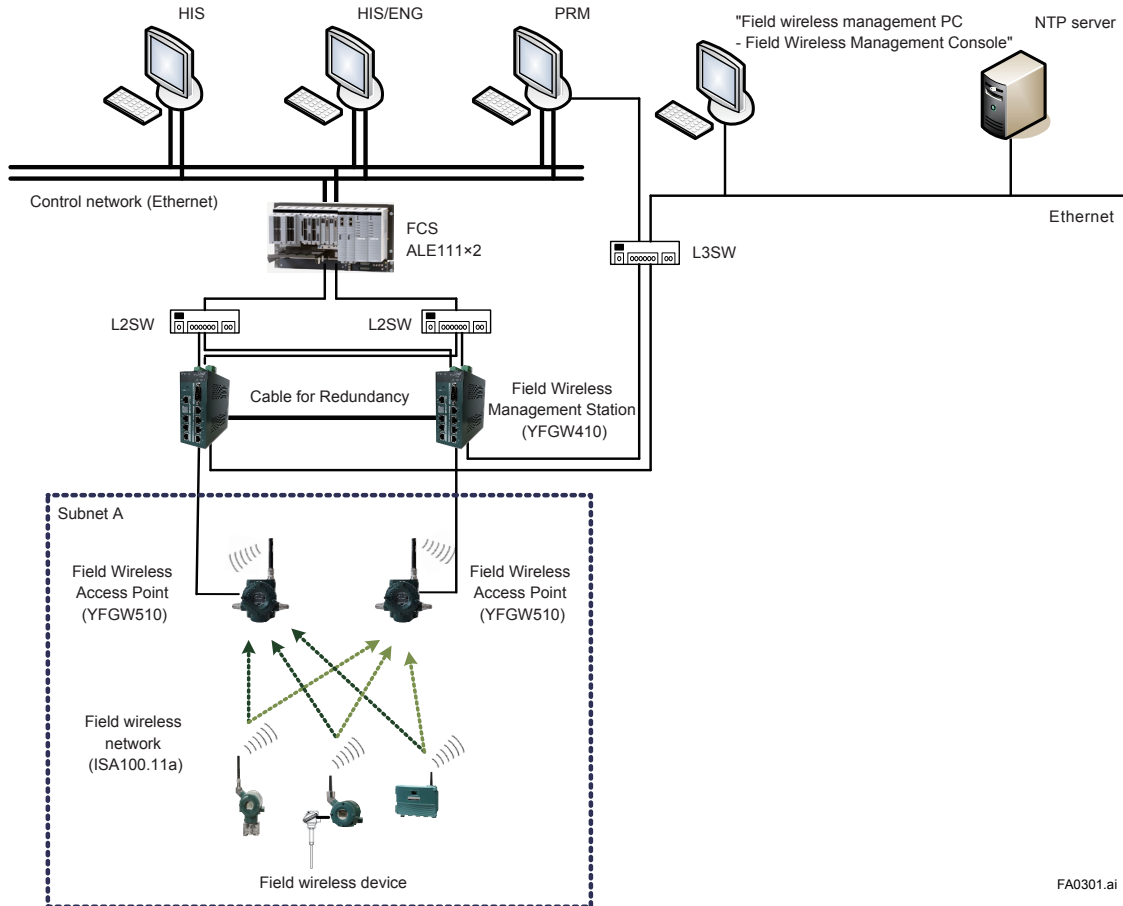 HIS
HIS/ENG
PRM
"Field wireless management PC
- Field Wireless Management Console"
NTP server
Control network (Ethernet)
Ethernet
FCS
ALE111×2
L3SW
L2SW
L2SW
Cable for Redundancy
Field Wireless
Management Station
(YFGW410)
Subnet A
Field Wireless
Access Point
(YFGW510)
Field Wireless
Access Point
(YFGW510)
Field wireless
network
(ISA100.11a)
Field wireless device
FA0301.ai